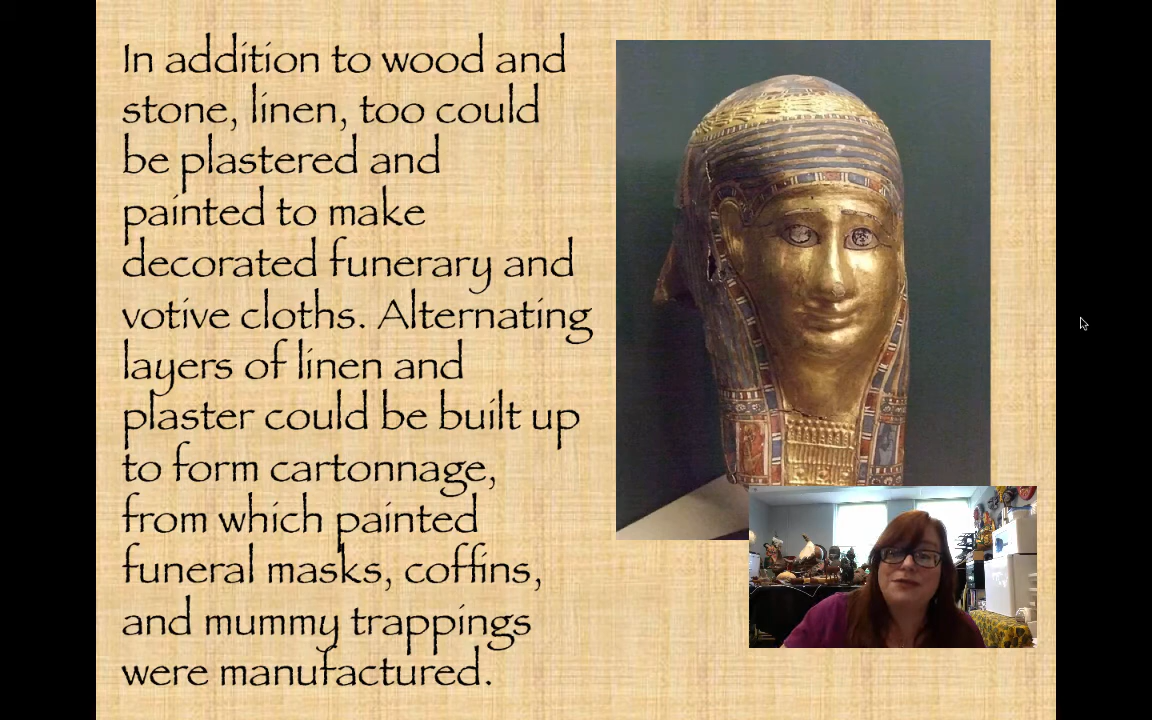 In addition to wood and
stone, linen, too could
be plastered and
painted to make
decorated funerary and
votive cloths. Alternating
layers of linen and
plaster could be built up
to form cartonnage,
from which painted
funeral masks, coffins,
and mummy trappings
were manufactured.